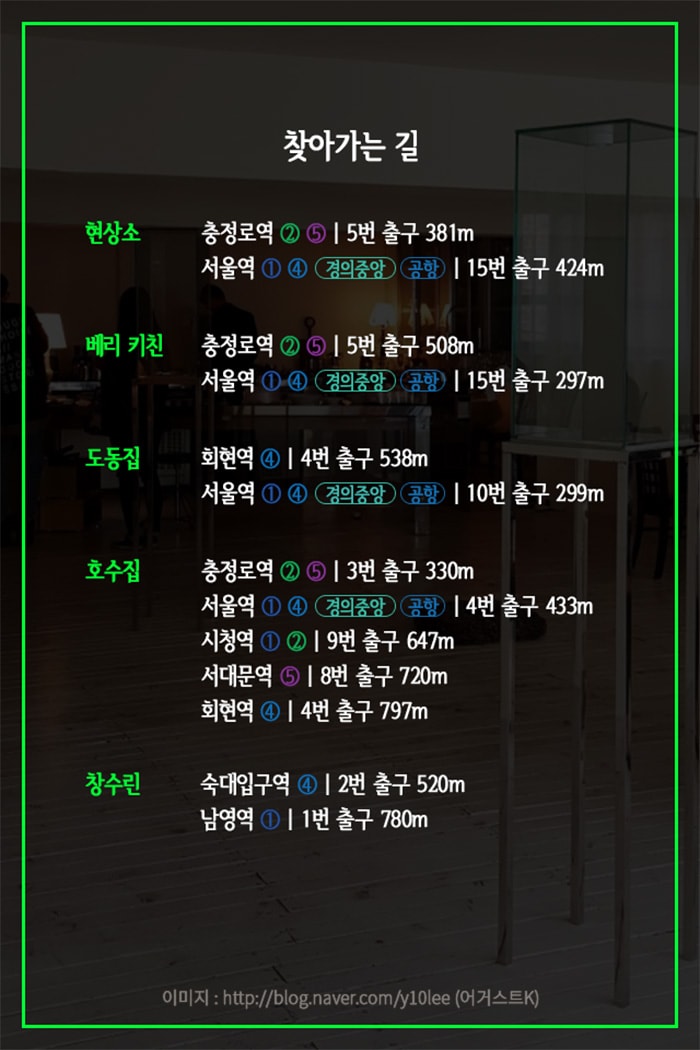 찾아가는 길
현상소 충정로역 ② ⑤ | 5번 출구 381m
서울역 ① ④ 경의중앙 공항 | 15번 출구 424m
베리 키친 충정로역 ② ⑤ | 5번 출구 508m
서울역 ① ④ 경의중앙 공항 | 15번 출구 297m
도동집 회현역 ④ | 4번 출구 538m
서울역 ① ④ 경의중앙 공항 | 10번 출구 299m
호수집 충정로역 ② ⑤ | 3번 출구 330m
서울역 ① ④ 경의중앙 공항 | 4번 출구 433m
시청역 ① ② | 9번 출구 647m
서대문역 ⑤ | 8번 출구 720m
회현역 ④ | 4번 출구 797m
창수린 숙대입구역 ④ | 2번 출구 520m
남영역 ① | 1번 출구 780m
이미지 : http://blog.naver.com/y10lee (어거스트K)